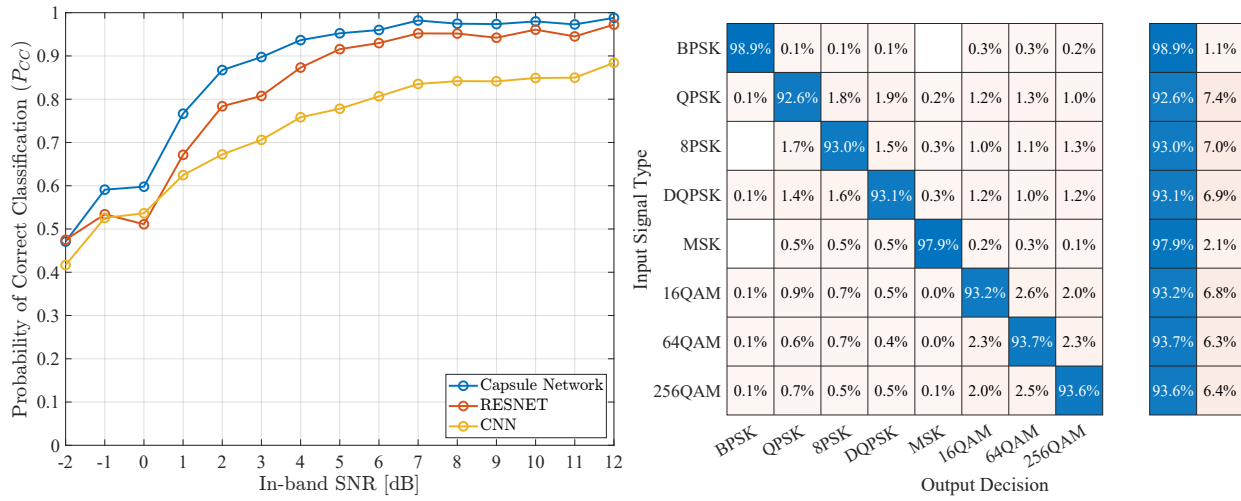 Probability of Correct Classification (P_CC)
1
0.9
0.8
0.7
0.6
0.5
0.4
0.3
0.2
0.1
0
-2 -1 0 1 2 3 4 5 6 7 8 9 10 11 12
In-band SNR [dB]
Capsule Network
RESNET
CNN
Input Signal Type
BPSK 98.9% 0.1% 0.1% 0.1% 0.3% 0.3% 0.2% 98.9% 1.1%
QPSK 0.1% 92.6% 1.8% 1.9% 0.2% 1.2% 1.3% 1.0% 92.6% 7.4%
8PSK 1.7% 93.0% 1.5% 0.3% 1.0% 1.1% 1.3% 93.0% 7.0%
DQPSK 0.1% 1.4% 1.6% 93.1% 0.3% 1.2% 1.0% 1.2% 93.1% 6.9%
MSK 0.5% 0.5% 0.5% 97.9% 0.2% 0.3% 0.1% 97.9% 2.1%
16QAM 0.1% 0.9% 0.7% 0.5% 0.0% 93.2% 2.6% 2.0% 93.2% 6.8%
64QAM 0.1% 0.6% 0.7% 0.4% 0.0% 2.3% 93.7% 2.3% 93.7% 6.3%
256QAM 0.1% 0.7% 0.5% 0.5% 0.1% 2.0% 2.5% 93.6% 93.6% 6.4%
BPSK QPSK 8PSK DQPSK MSK 16QAM 64QAM 256QAM
Output Decision